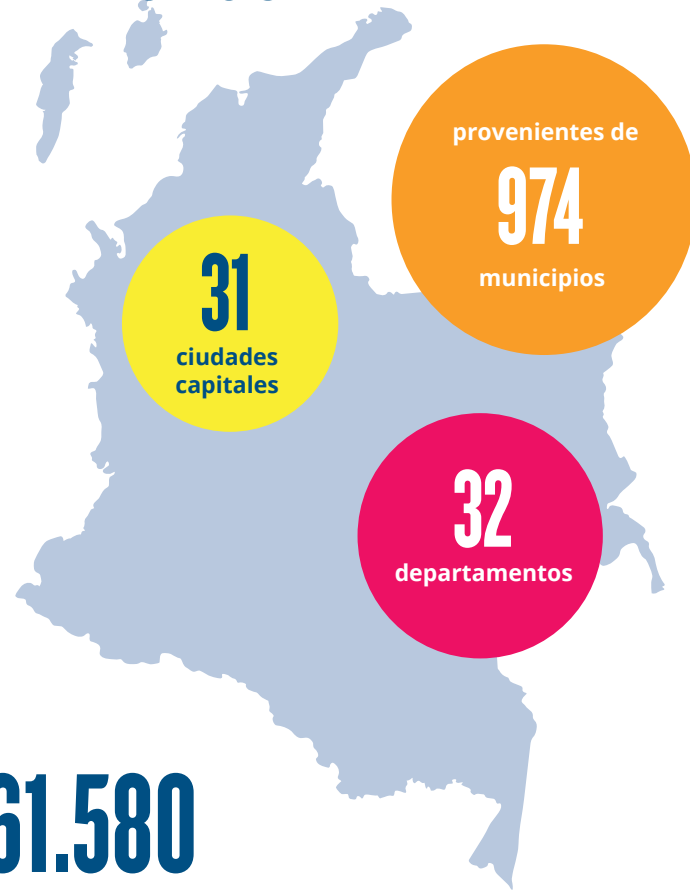 provenientes de
974
municipios
31
ciudades
capitales
32
departamentos
61.580